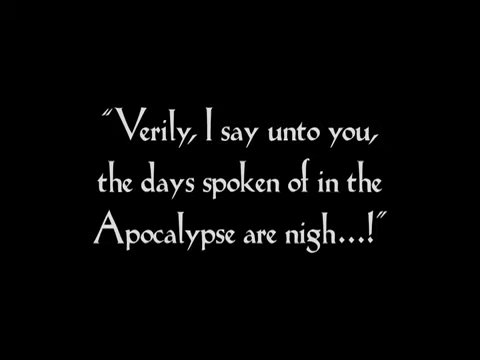 "Verily, I say unto you,
the days spoken of in the
Apocalypse are nigh...!"